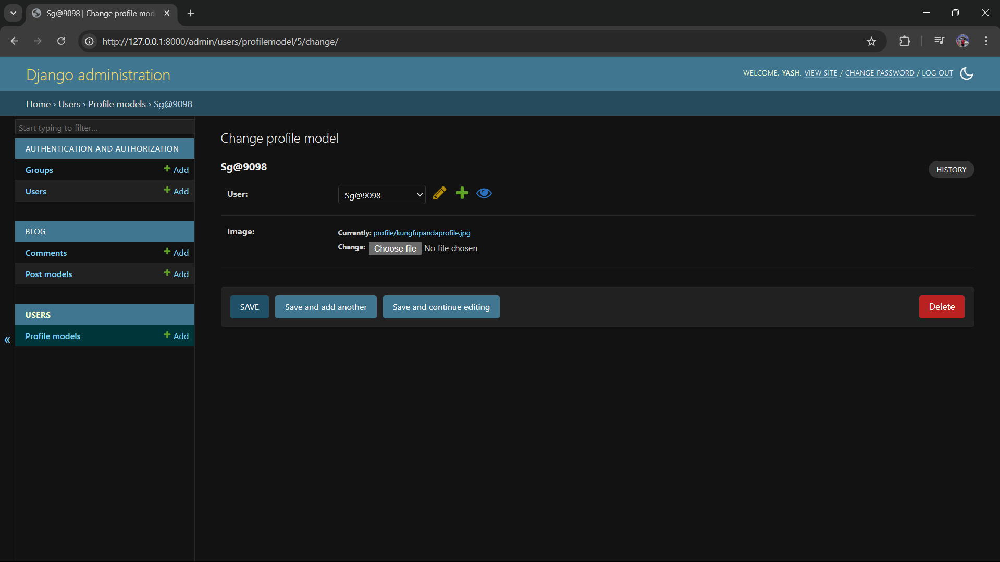 Sg@9098 | Change profile mod
http://127.0.0.1:8000/admin/users/profilemodel/5/change/
Django administration
WELCOME, YASH. VIEW SITE / CHANGE PASSWORD / LOG OUT
Home › Users › Profile models › Sg@9098
Start typing to filter...
AUTHENTICATION AND AUTHORIZATION
Groups + Add
Users + Add
BLOG
Comments + Add
Post models + Add
USERS
Profile models + Add
«
Change profile model
Sg@9098
HISTORY
User: Sg@9098
Image: Currently: profile/kungfupandaprofile.jpg
Change: Choose file No file chosen
SAVE Save and add another Save and continue editing Delete